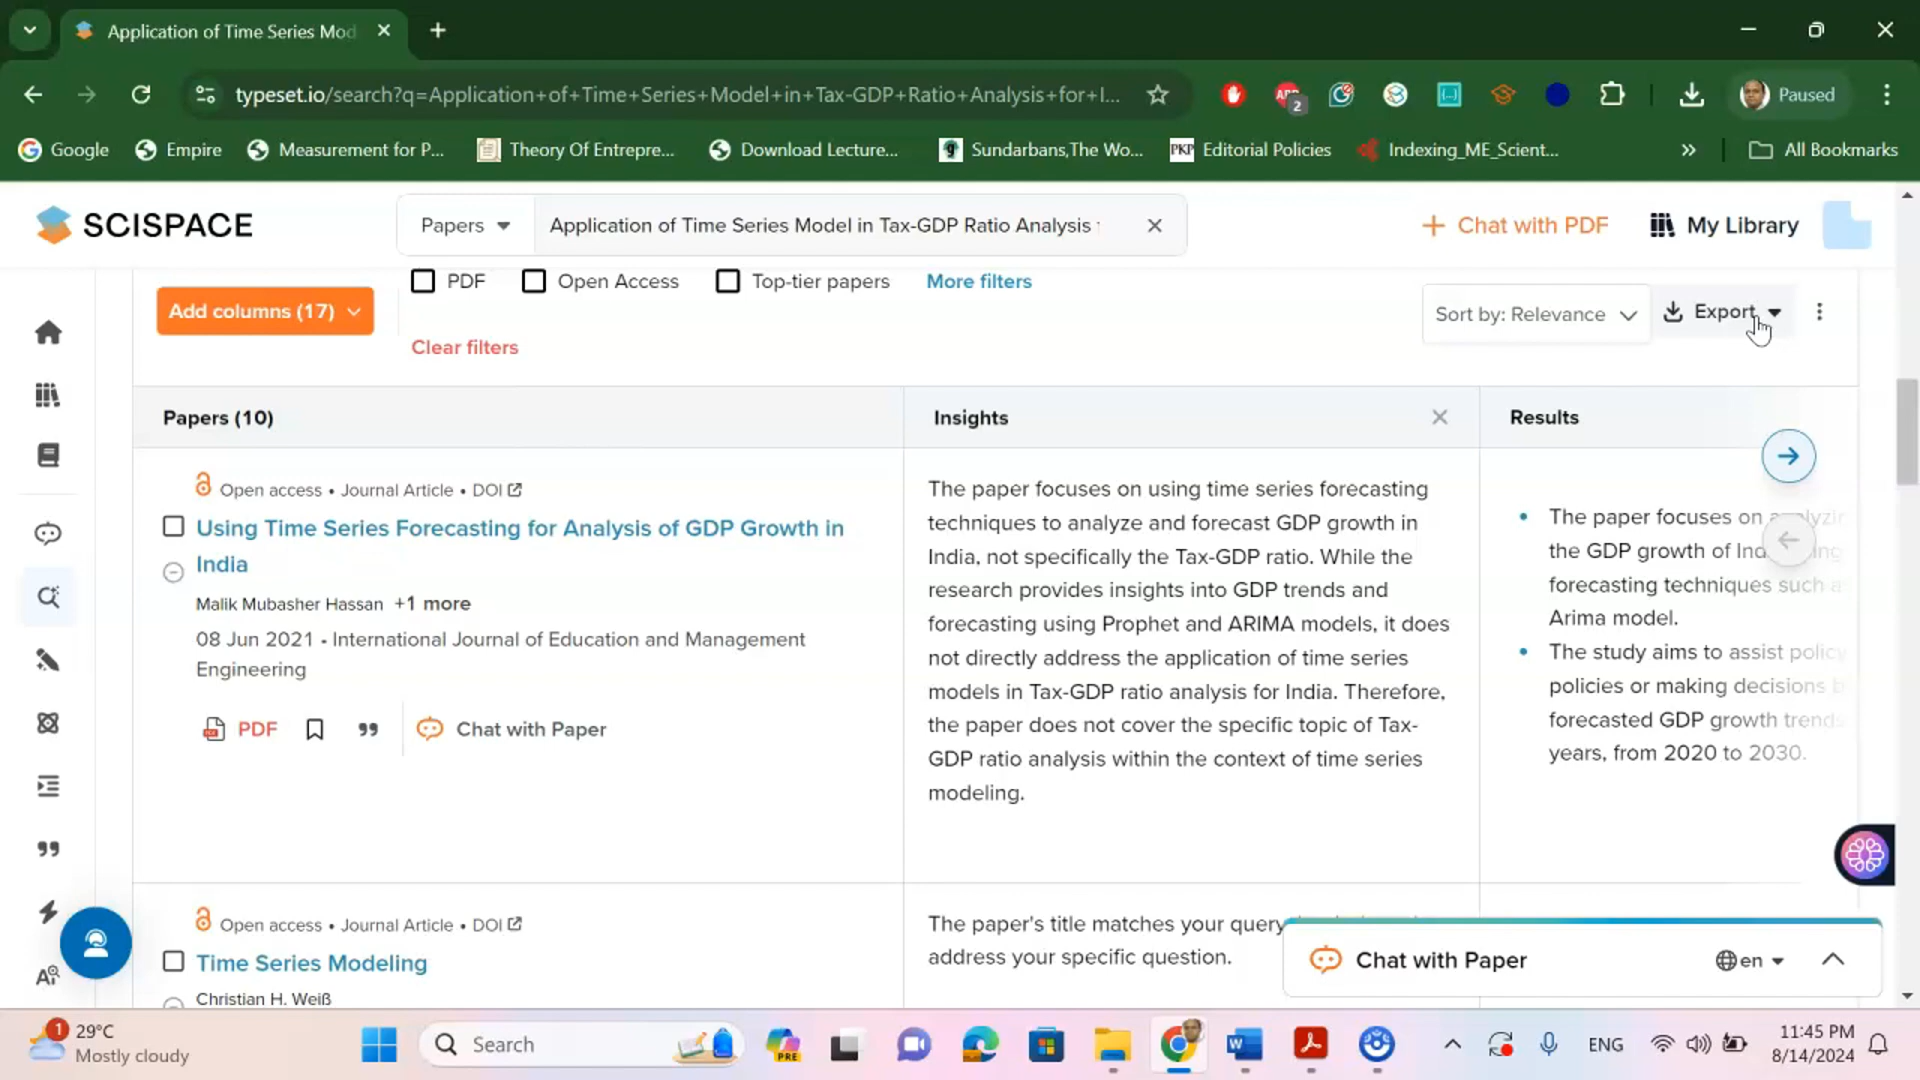 Application of Time Series Mod
typeset.io/search?q=Application+of+Time+Series+Model+in+Tax-GDP+Ratio+Analysis+for+I...
2
Paused
Google
Empire
Measurement for P...
Theory Of Entrepre...
Download Lecture...
Sundarbans,The Wo...
PKP Editorial Policies
Indexing_ME_Scient...
All Bookmarks
SCISPACE
Papers
Application of Time Series Model in Tax-GDP Ratio Analysis
Chat with PDF
My Library
Add columns (17)
PDF
Open Access
Top-tier papers
More filters
Clear filters
Sort by: Relevance
Export
Papers (10)
Insights
Results
Open access • Journal Article • DOI
Using Time Series Forecasting for Analysis of GDP Growth in
India
Malik Mubasher Hassan +1 more
08 Jun 2021 - International Journal of Education and Management
Engineering
PDF
Chat with Paper
The paper focuses on using time series forecasting
techniques to analyze and forecast GDP growth in
India, not specifically the Tax-GDP ratio. While the
research provides insights into GDP trends and
forecasting using Prophet and ARIMA models, it does
not directly address the application of time series
models in Tax-GDP ratio analysis for India. Therefore,
the paper does not cover the specific topic of Tax-
GDP ratio analysis within the context of time series
modeling.
The paper focuses on
the GDP growth of
forecasting techniques such
Arima model.
The study aims to assist
policies or making decisions
forecasted GDP growth trends
years, from 2020 to 2030.
Open access • Journal Article • DOI
Time Series Modeling
Christian H. Weiß
The paper's title matches your query
address your specific question.
Chat with Paper
en
1
29°C
Mostly cloudy
Search
PRE
ENG
11:45 PM
8/14/2024